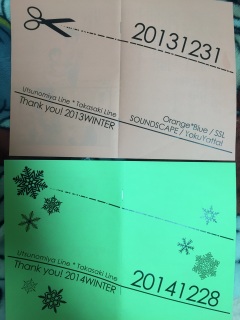 20131231
Utsunomiya Line * Takasaki Line
Thank you! 2013WINTER
Orange*Blue / SSL
SOUNDSCAPE / YakuYattai
Utsunomiya Line * Takasaki Line
Thank you! 2014WINTER
20141228